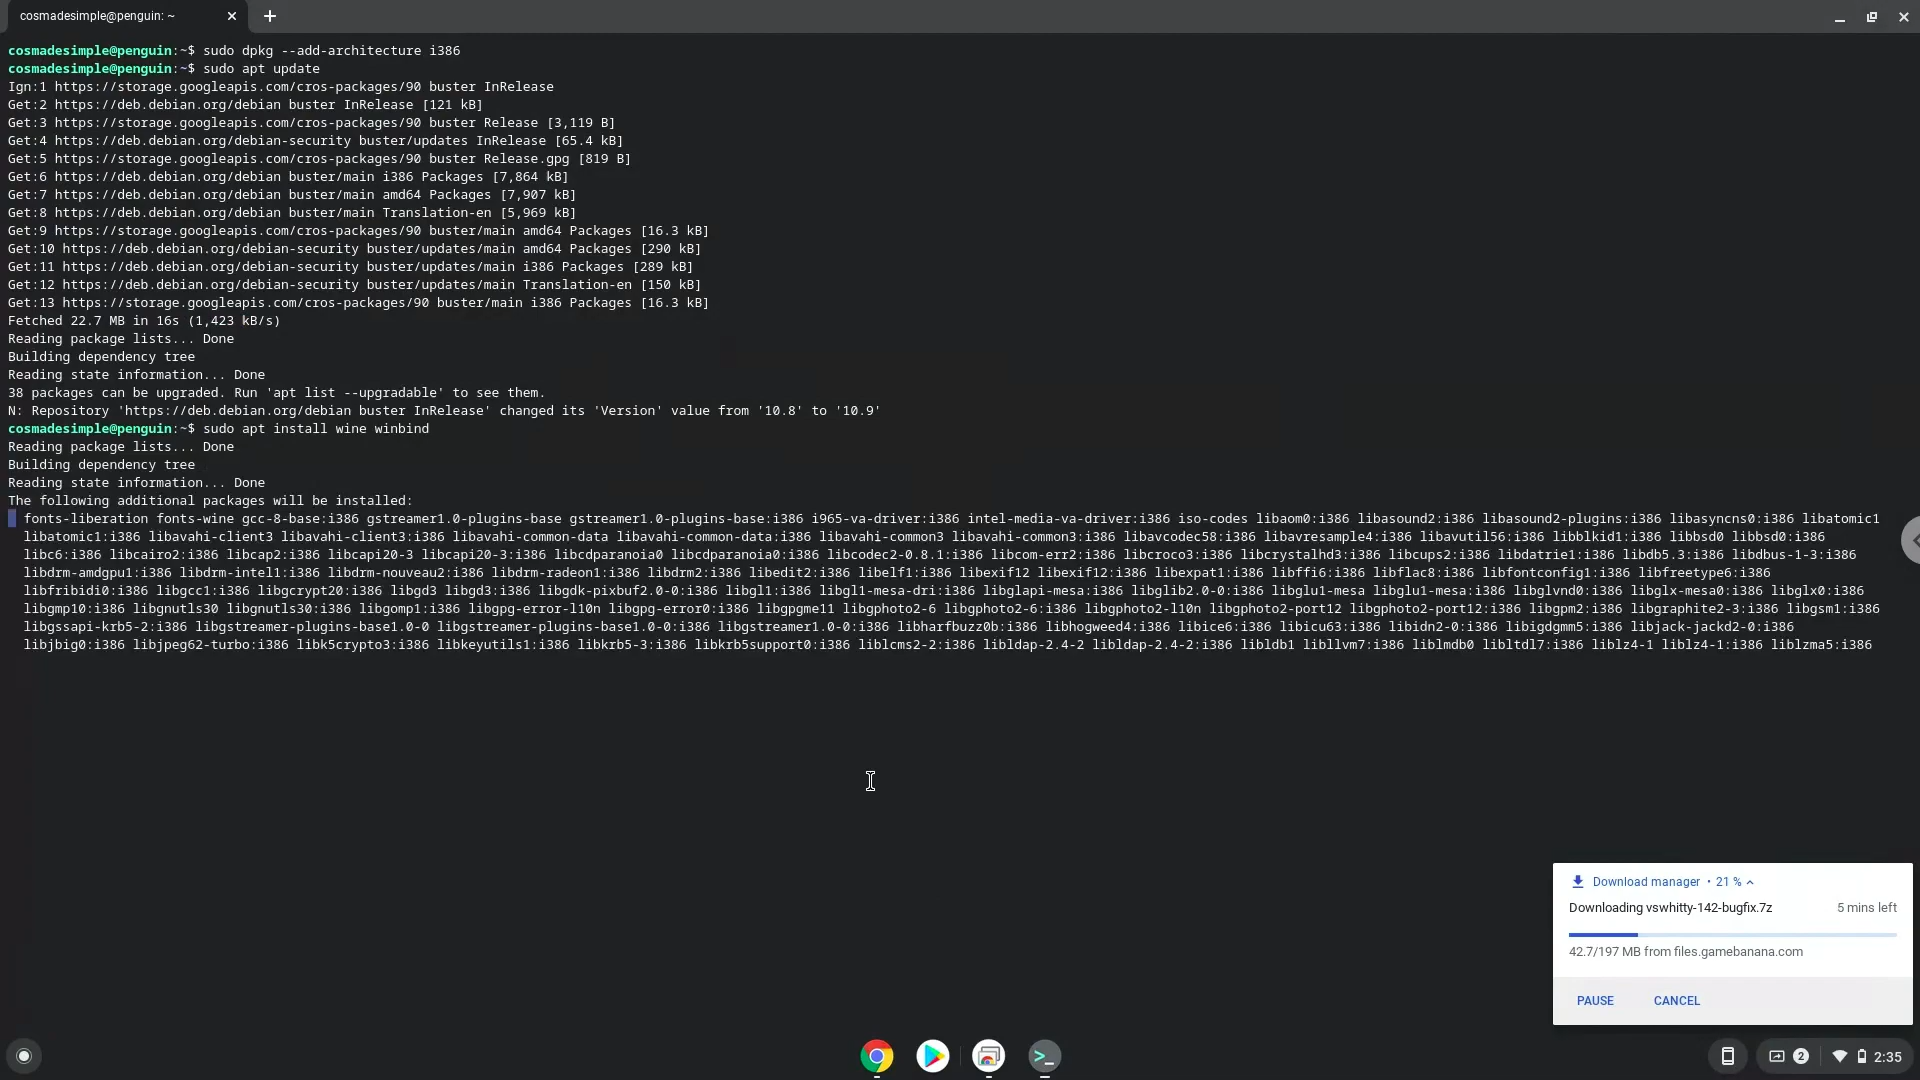 cosmadesimple@penguin: ~
cosmadesimple@penguin:~$ sudo dpkg --add-architecture i386
cosmadesimple@penguin:~$ sudo apt update
Ign:1 https://storage.googleapis.com/cros-packages/90 buster InRelease
Get:2 https://deb.debian.org/debian buster InRelease [121 kB]
Get:3 https://storage.googleapis.com/cros-packages/90 buster Release [3,119 B]
Get:4 https://deb.debian.org/debian-security buster/updates InRelease [65.4 kB]
Get:5 https://storage.googleapis.com/cros-packages/90 buster Release.gpg [819 B]
Get:6 https://deb.debian.org/debian buster/main i386 Packages [7,864 kB]
Get:7 https://deb.debian.org/debian buster/main amd64 Packages [7,907 kB]
Get:8 https://deb.debian.org/debian buster/main Translation-en [5,969 kB]
Get:9 https://storage.googleapis.com/cros-packages/90 buster/main amd64 Packages [16.3 kB]
Get:10 https://deb.debian.org/debian-security buster/updates/main amd64 Packages [290 kB]
Get:11 https://deb.debian.org/debian-security buster/updates/main i386 Packages [289 kB]
Get:12 https://deb.debian.org/debian-security buster/updates/main Translation-en [150 kB]
Get:13 https://storage.googleapis.com/cros-packages/90 buster/main i386 Packages [16.3 kB]
Fetched 22.7 MB in 16s (1,423 kB/s)
Reading package lists... Done
Building dependency tree
Reading state information... Done
38 packages can be upgraded. Run 'apt list --upgradable' to see them.
N: Repository 'https://deb.debian.org/debian buster InRelease' changed its 'Version' value from '10.8' to '10.9'
cosmadesimple@penguin:~$ sudo apt install wine winbind
Reading package lists... Done
Building dependency tree
Reading state information... Done
The following additional packages will be installed:
fonts-liberation fonts-wine gcc-8-base:i386 gstreamer1.0-plugins-base gstreamer1.0-plugins-base:i386 i965-va-driver:i386 intel-media-va-driver:i386 iso-codes libaom0:i386 libasound2:i386 libasound2-plugins:i386 libasyncns0:i386 libatomic1
libatomic1:i386 libavahi-client3 libavahi-client3:i386 libavahi-common-data libavahi-common-data:i386 libavahi-common3 libavahi-common3:i386 libavcodec58:i386 libavresample4:i386 libavutil56:i386 libblkid1:i386 libbsd0 libbsd0:i386
libc6:i386 libcairo2:i386 libcap2:i386 libcapi20-3 libcapi20-3:i386 libcdparanoia0 libcdparanoia0:i386 libcodec2-0.8.1:i386 libcom-err2:i386 libcroco3:i386 libcrystalhd3:i386 libcups2:i386 libdatrie1:i386 libdb5.3:i386 libdbus-1-3:i386
libdrm-amdgpu1:i386 libdrm-intel1:i386 libdrm-nouveau2:i386 libdrm-radeon1:i386 libdrm2:i386 libedit2:i386 libelf1:i386 libexif12 libexif12:i386 libexpat1:i386 libffi6:i386 libflac8:i386 libfontconfig1:i386 libfreetype6:i386
libfribidi0:i386 libgcc1:i386 libgcrypt20:i386 libgd3 libgd3:i386 libgdk-pixbuf2.0-0:i386 libgl1:i386 libgl1-mesa-dri:i386 libglapi-mesa:i386 libglib2.0-0:i386 libglu1-mesa libglu1-mesa:i386 libglvnd0:i386 libglx-mesa0:i386 libglx0:i386
libgmp10:i386 libgnutls30 libgnutls30:i386 libgomp1:i386 libgpg-error-l10n libgpg-error0:i386 libgpgme11 libgphoto2-6 libgphoto2-6:i386 libgphoto2-l10n libgphoto2-port12 libgphoto2-port12:i386 libgpm2:i386 libgraphite2-3:i386 libgsm1:i386
libgssapi-krb5-2:i386 libgstreamer-plugins-base1.0-0 libgstreamer-plugins-base1.0-0:i386 libgstreamer1.0-0:i386 libharfbuzz0b:i386 libhogweed4:i386 libice6:i386 libicu63:i386 libidn2-0:i386 libigdgmm5:i386 libjack-jackd2-0:i386
libjbig0:i386 libjpeg62-turbo:i386 libk5crypto3:i386 libkeyutils1:i386 libkrb5-3:i386 libkrb5support0:i386 liblcms2-2:i386 libldap-2.4-2 libldap-2.4-2:i386 libldb1 libllvm7:i386 liblmdb0 libltdl7:i386 liblz4-1 liblz4-1:i386 liblzma5:i386
Download manager • 21 %
Downloading vswhitty-142-bugfix.7z 5 mins left
42.7/197 MB from files.gamebanana.com
PAUSE CANCEL
2 2:35